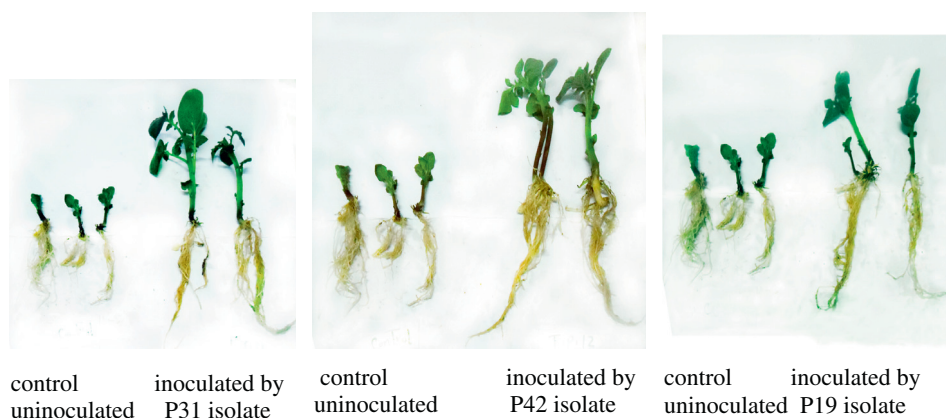 control
uninoculated
inoculated by
P31 isolate
control
uninoculated
inoculated by
P42 isolate
control
uninoculated
inoculated by
P19 isolate